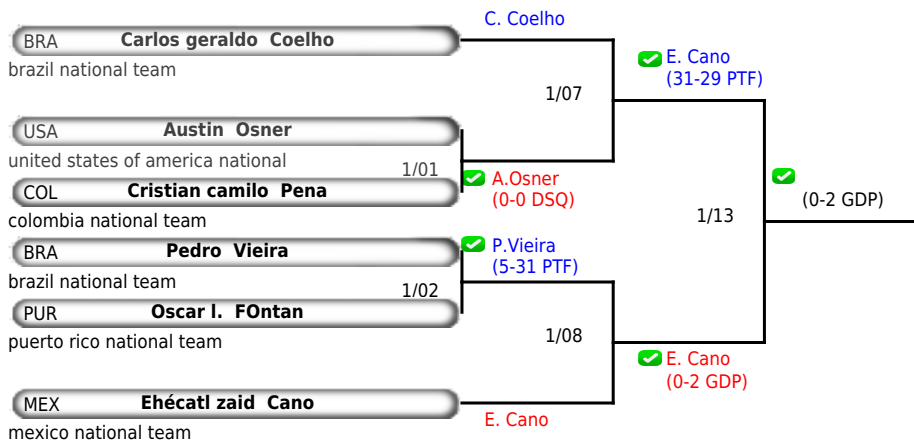 C. Coelho
BRA Carlos geraldo Coelho
brazil national team
E. Cano
(31-29 PTF)
1/07
USA Austin Osner
united states of america national
1/01
COL Cristian camilo Pena
A.Osner
(0-0 DSQ)
colombia national team
(0-2 GDP)
1/13
BRA Pedro Vieira
P.Vieira
(5-31 PTF)
brazil national team
1/02
PUR Oscar l. FOntan
puerto rico national team
1/08
E. Cano
(0-2 GDP)
MEX Ehécatl zaid Cano
E. Cano
mexico national team